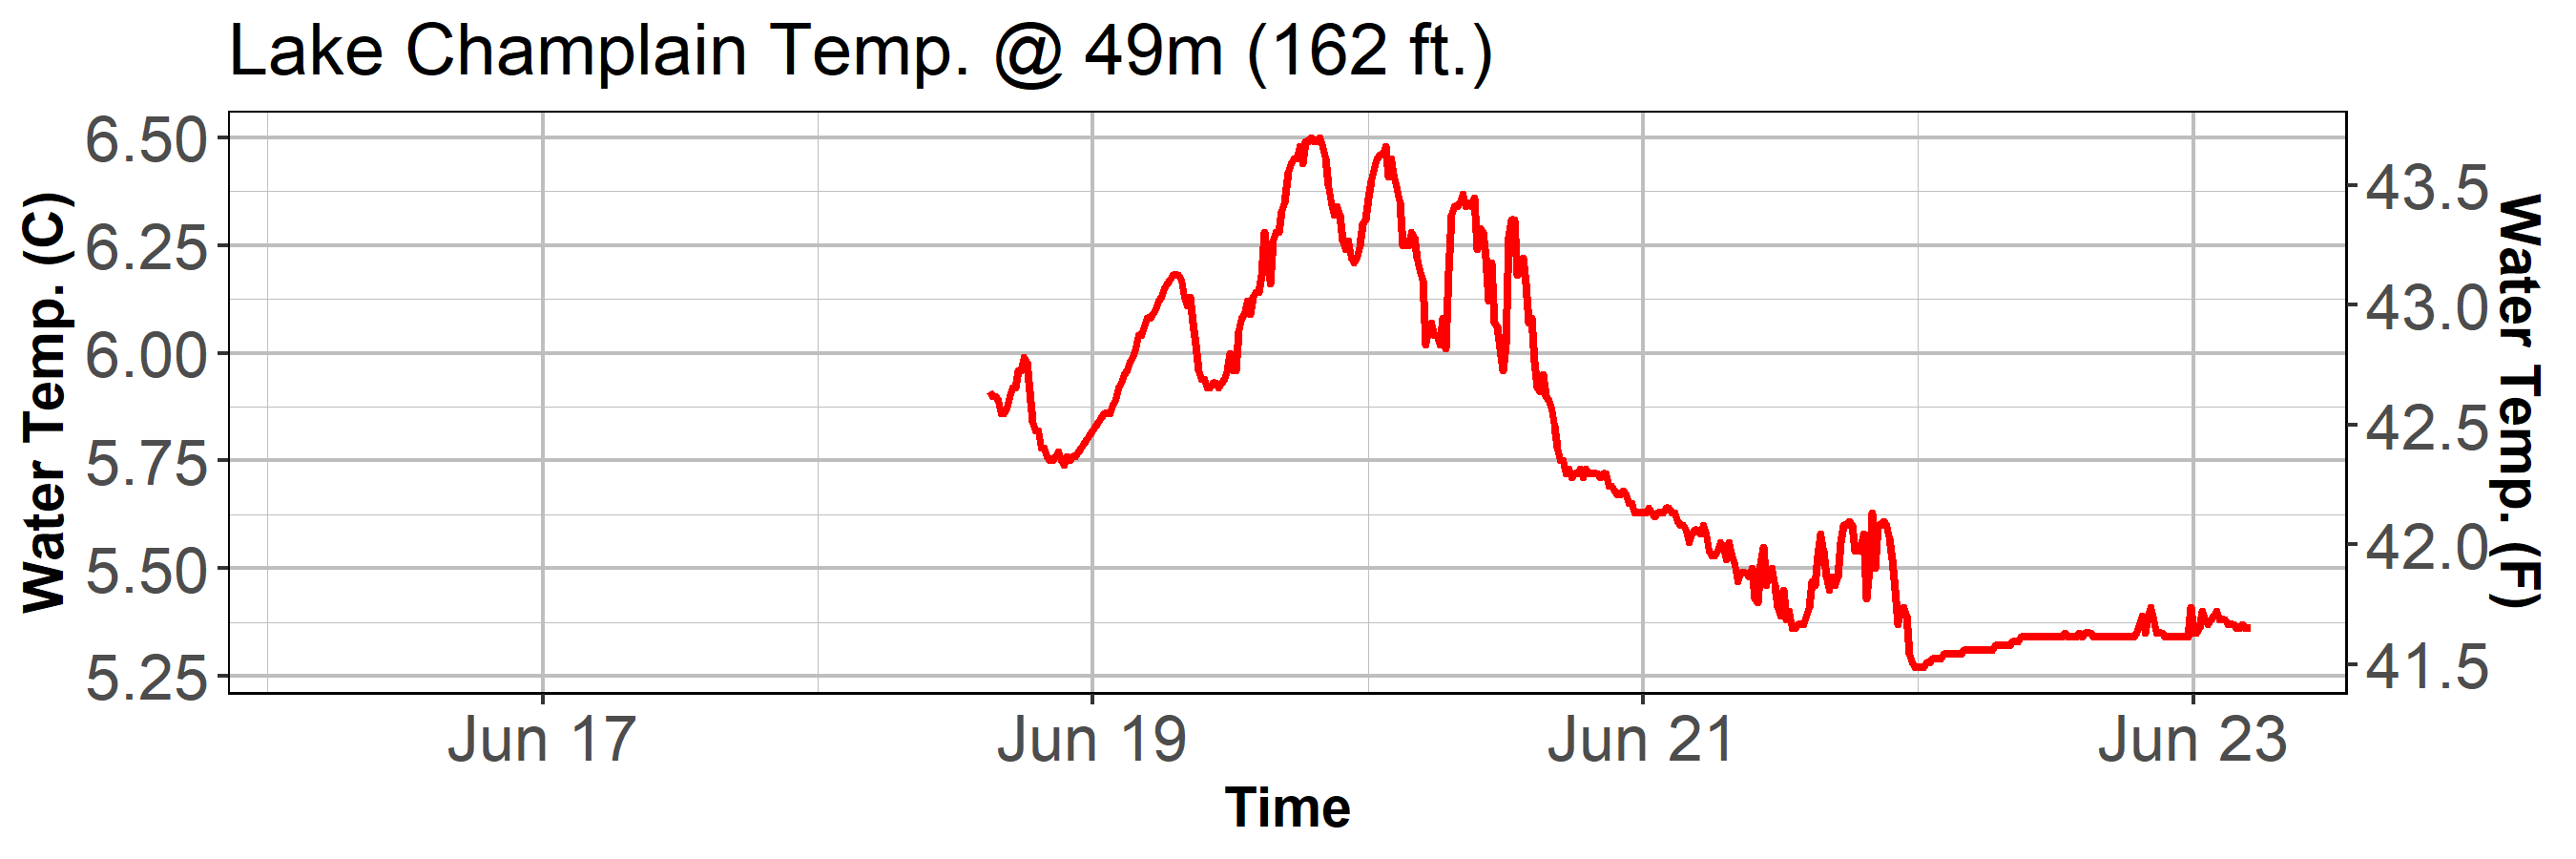 Lake Champlain Temp. @ 49m (162 ft.)
Water Temp. (C)
6.50
6.25
6.00
5.75
5.50
5.25
43.5
43.0
42.5
42.0
41.5
Water Temp. (F)
Jun 17
Jun 19
Jun 21
Jun 23
Time